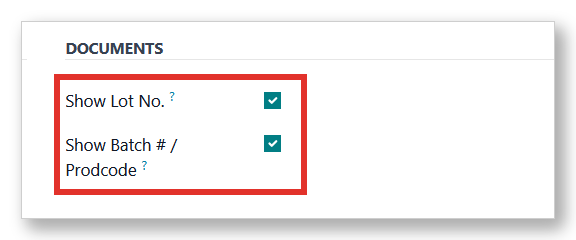 DOCUMENTS
Show Lot No. ?
Show Batch # /
Prodcode ?